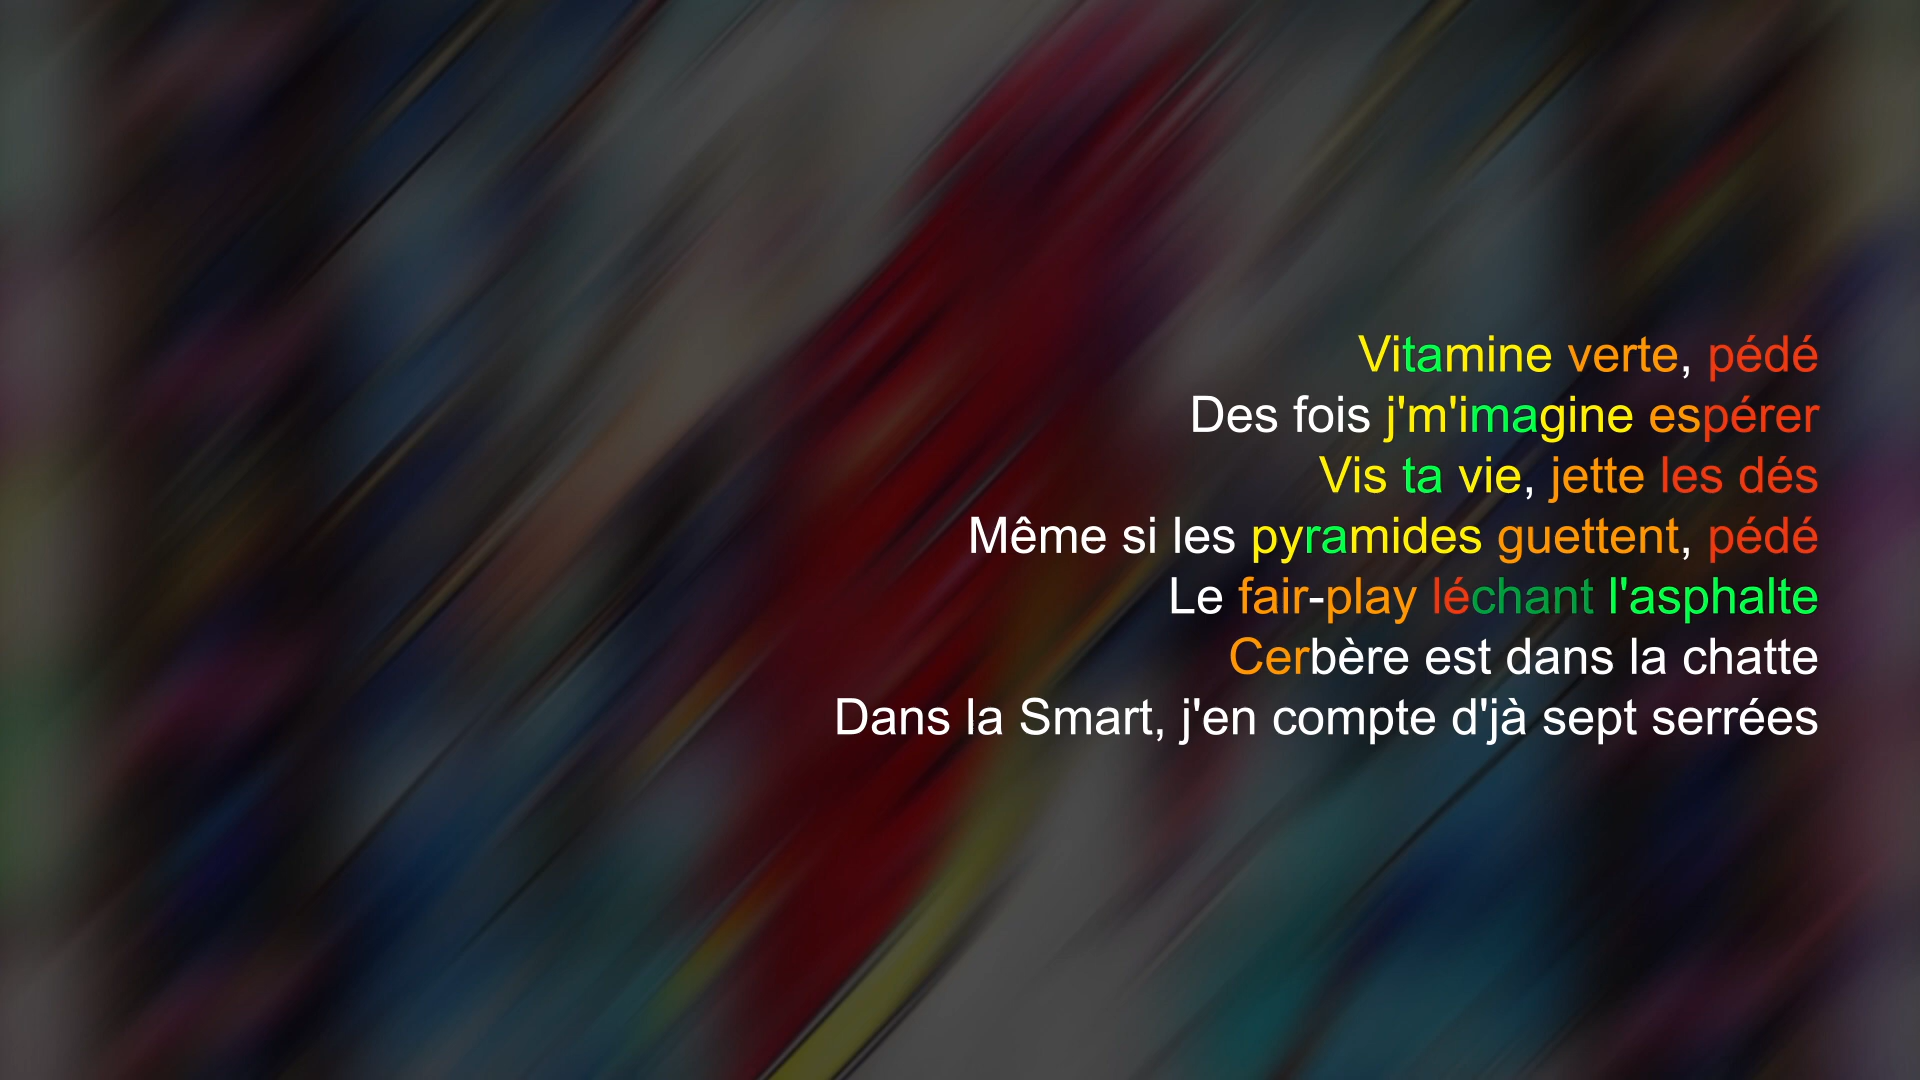 Vitamine verte, pédé
Des fois j'm'imagine espérer
Vis ta vie, jette les dés
Même si les pyramides guettent, pédé
Le fair-play léchant l'asphalte
Cerbère est dans la chatte
Dans la Smart, j'en compte d'jà sept serrées